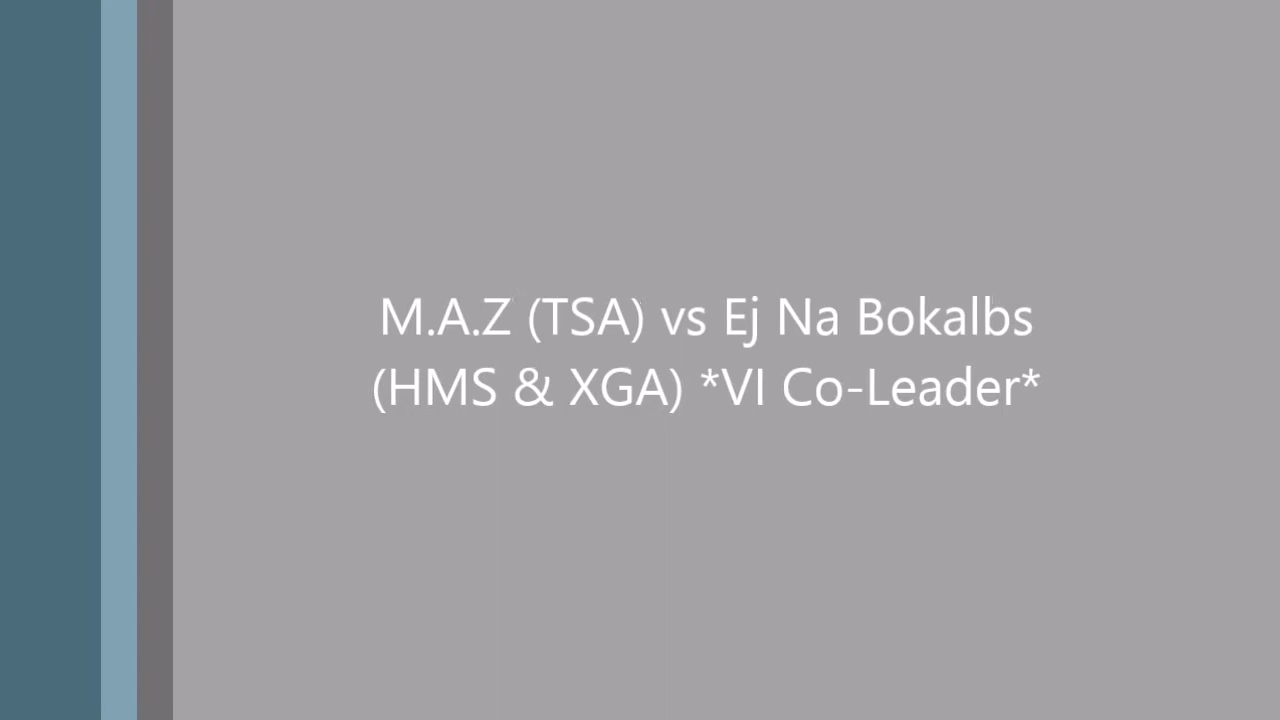 M.A.Z (TSA) vs Ej Na Bokalbs
(HMS & XGA) *VI Co-Leader*